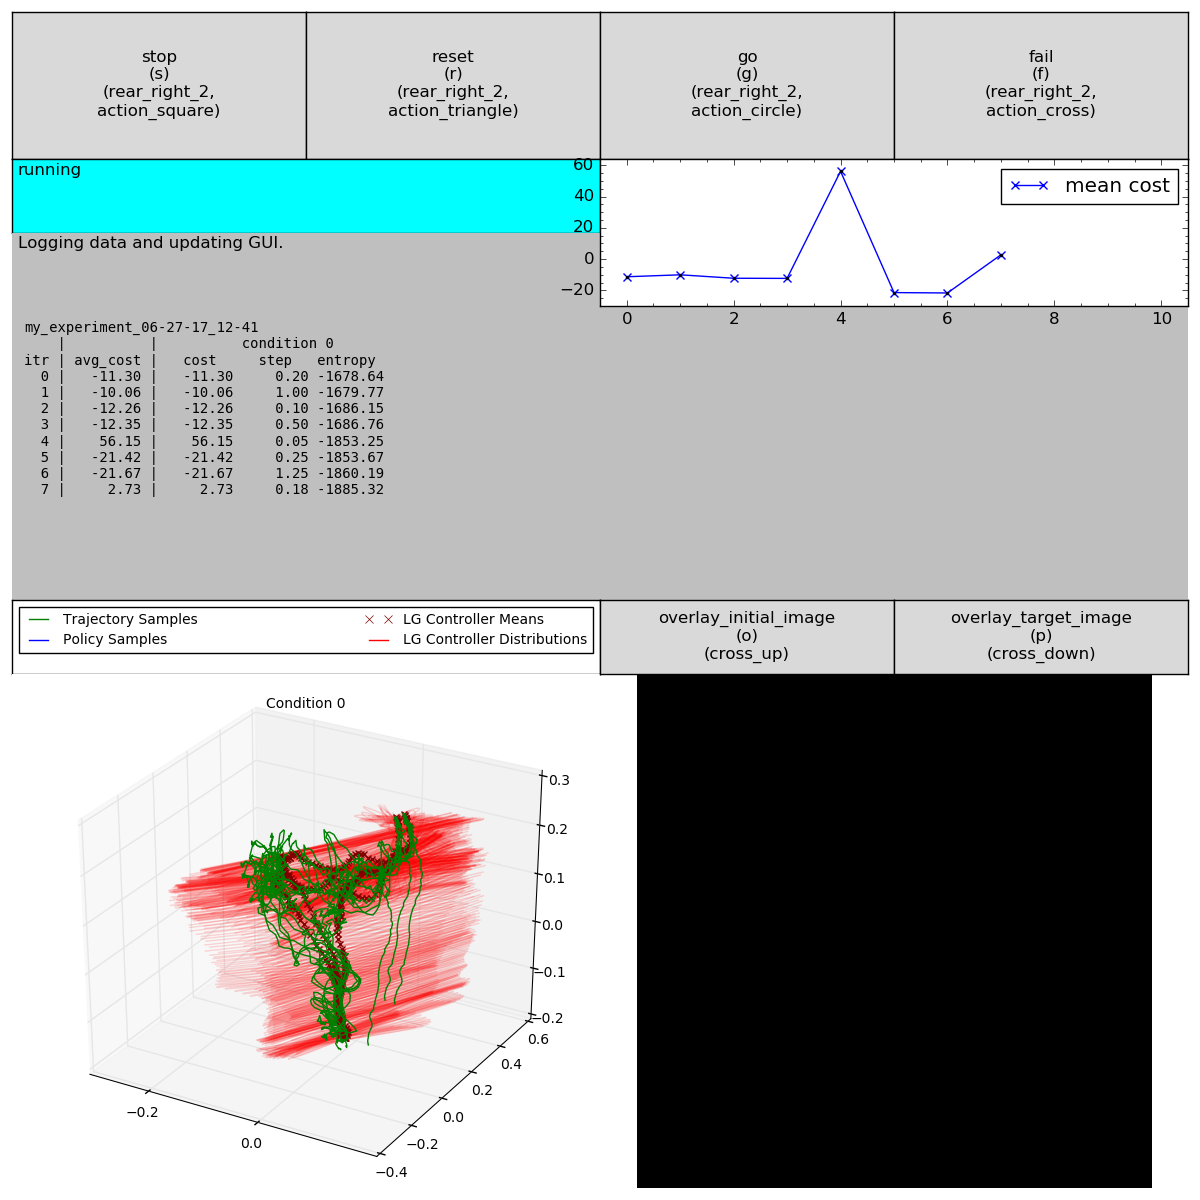 stop
(s)
(rear_right_2,
action_square)
reset
(r)
(rear_right_2,
action_triangle)
go
(g)
(rear_right_2,
action_circle)
fail
(f)
(rear_right_2,
action_cross)
running
Logging data and updating GUI.
60
40
20
0
−20
mean cost
0 2 4 6 8 10
my_experiment_06-27-17_12-41
    |          |          condition 0
itr | avg_cost |   cost     step   entropy
  0 |   -11.30 |   -11.30     0.20 -1678.64
  1 |   -10.06 |   -10.06     1.00 -1679.77
  2 |   -12.26 |   -12.26     0.10 -1686.15
  3 |   -12.35 |   -12.35     0.50 -1686.76
  4 |    56.15 |    56.15     0.05 -1853.25
  5 |   -21.42 |   -21.42     0.25 -1853.67
  6 |   -21.67 |   -21.67     1.25 -1860.19
  7 |     2.73 |     2.73     0.18 -1885.32
Trajectory Samples
Policy Samples
LG Controller Means
LG Controller Distributions
overlay_initial_image
(o)
(cross_up)
overlay_target_image
(p)
(cross_down)
Condition 0
0.3
0.2
0.1
0.0
−0.1
−0.2
0.6
0.4
0.2
0.0
−0.2
−0.4
−0.2
0.0